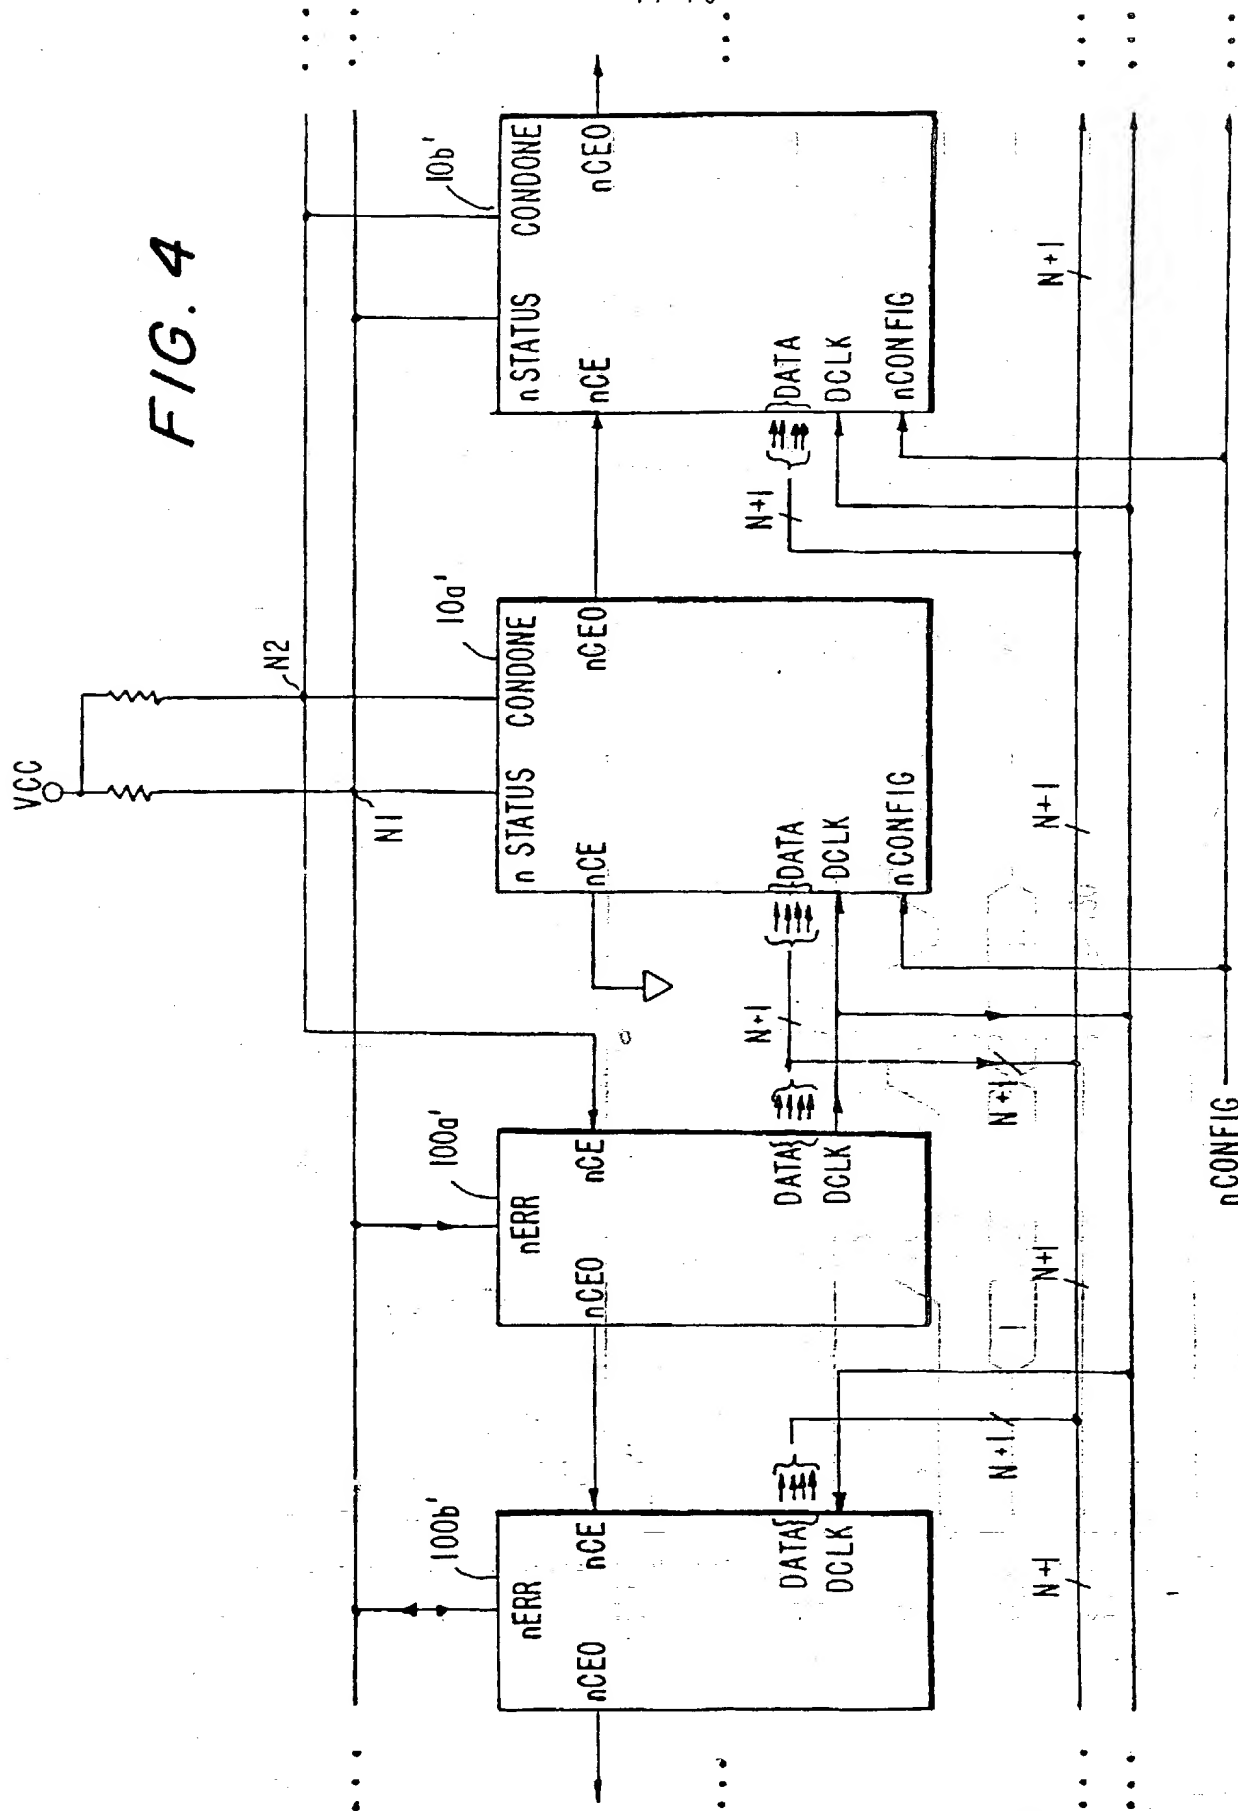 FIG. 4
VCC
N1
N2
100b'
100a'
10a'
10b'
nERR
nCE
nCEO
DATA
DCLK
nERR
nCE
nCEO
DATA
DCLK
n STATUS
CONDONE
nCE
nCEO
DATA
DCLK
nCONFIG
n STATUS
CONDONE
nCE
nCEO
DATA
DCLK
nCONFIG
N+1
N+1
N+1
N+1
N+1
N+1
N+1
N+1
nCONFIG